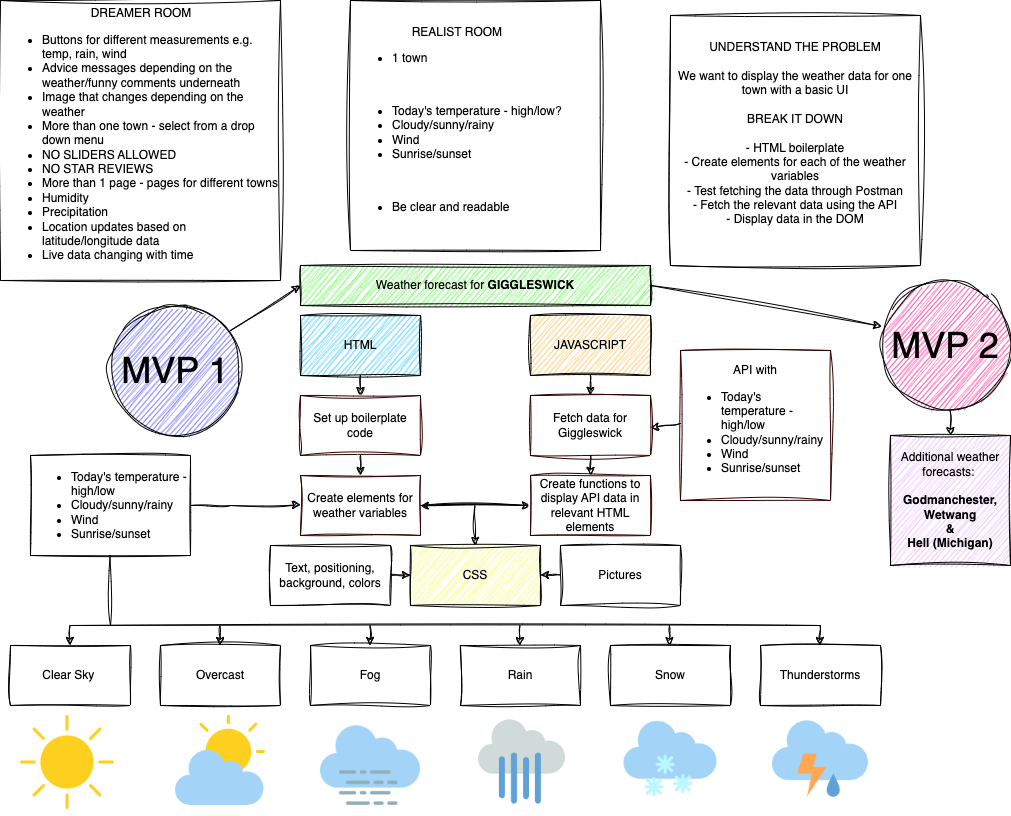 DREAMER ROOM
• Buttons for different measurements e.g.
temp, rain, wind
• Advice messages depending on the
weather/funny comments underneath
• Image that changes depending on the
weather
• More than one town - select from a drop
down menu
• NO SLIDERS ALLOWED
• NO STAR REVIEWS
• More than 1 page - pages for different towns
• Humidity
• Precipitation
• Location updates based on
latitude/longitude data
• Live data changing with time
REALIST ROOM
• 1 town
• Today's temperature - high/low?
• Cloudy/sunny/rainy
• Wind
• Sunrise/sunset
• Be clear and readable
UNDERSTAND THE PROBLEM
We want to display the weather data for one
town with a basic UI
BREAK IT DOWN
- HTML boilerplate
- Create elements for each of the weather
variables
- Test fetching the data through Postman
- Fetch the relevant data using the API
- Display data in the DOM
Weather forecast for GIGGLESWICK
MVP 1
HTML
JAVASCRIPT
MVP 2
Set up boilerplate
code
Fetch data for
Giggleswick
API with
• Today's
temperature -
high/low
• Cloudy/sunny/rainy
• Wind
• Sunrise/sunset
Additional weather
forecasts:
Godmanchester,
Wetwang
&
Hell (Michigan)
• Today's temperature -
high/low
• Cloudy/sunny/rainy
• Wind
• Sunrise/sunset
Create elements for
weather variables
Create functions to
display API data in
relevant HTML
elements
Text, positioning,
background, colors
CSS
Pictures
Clear Sky
Overcast
Fog
Rain
Snow
Thunderstorms